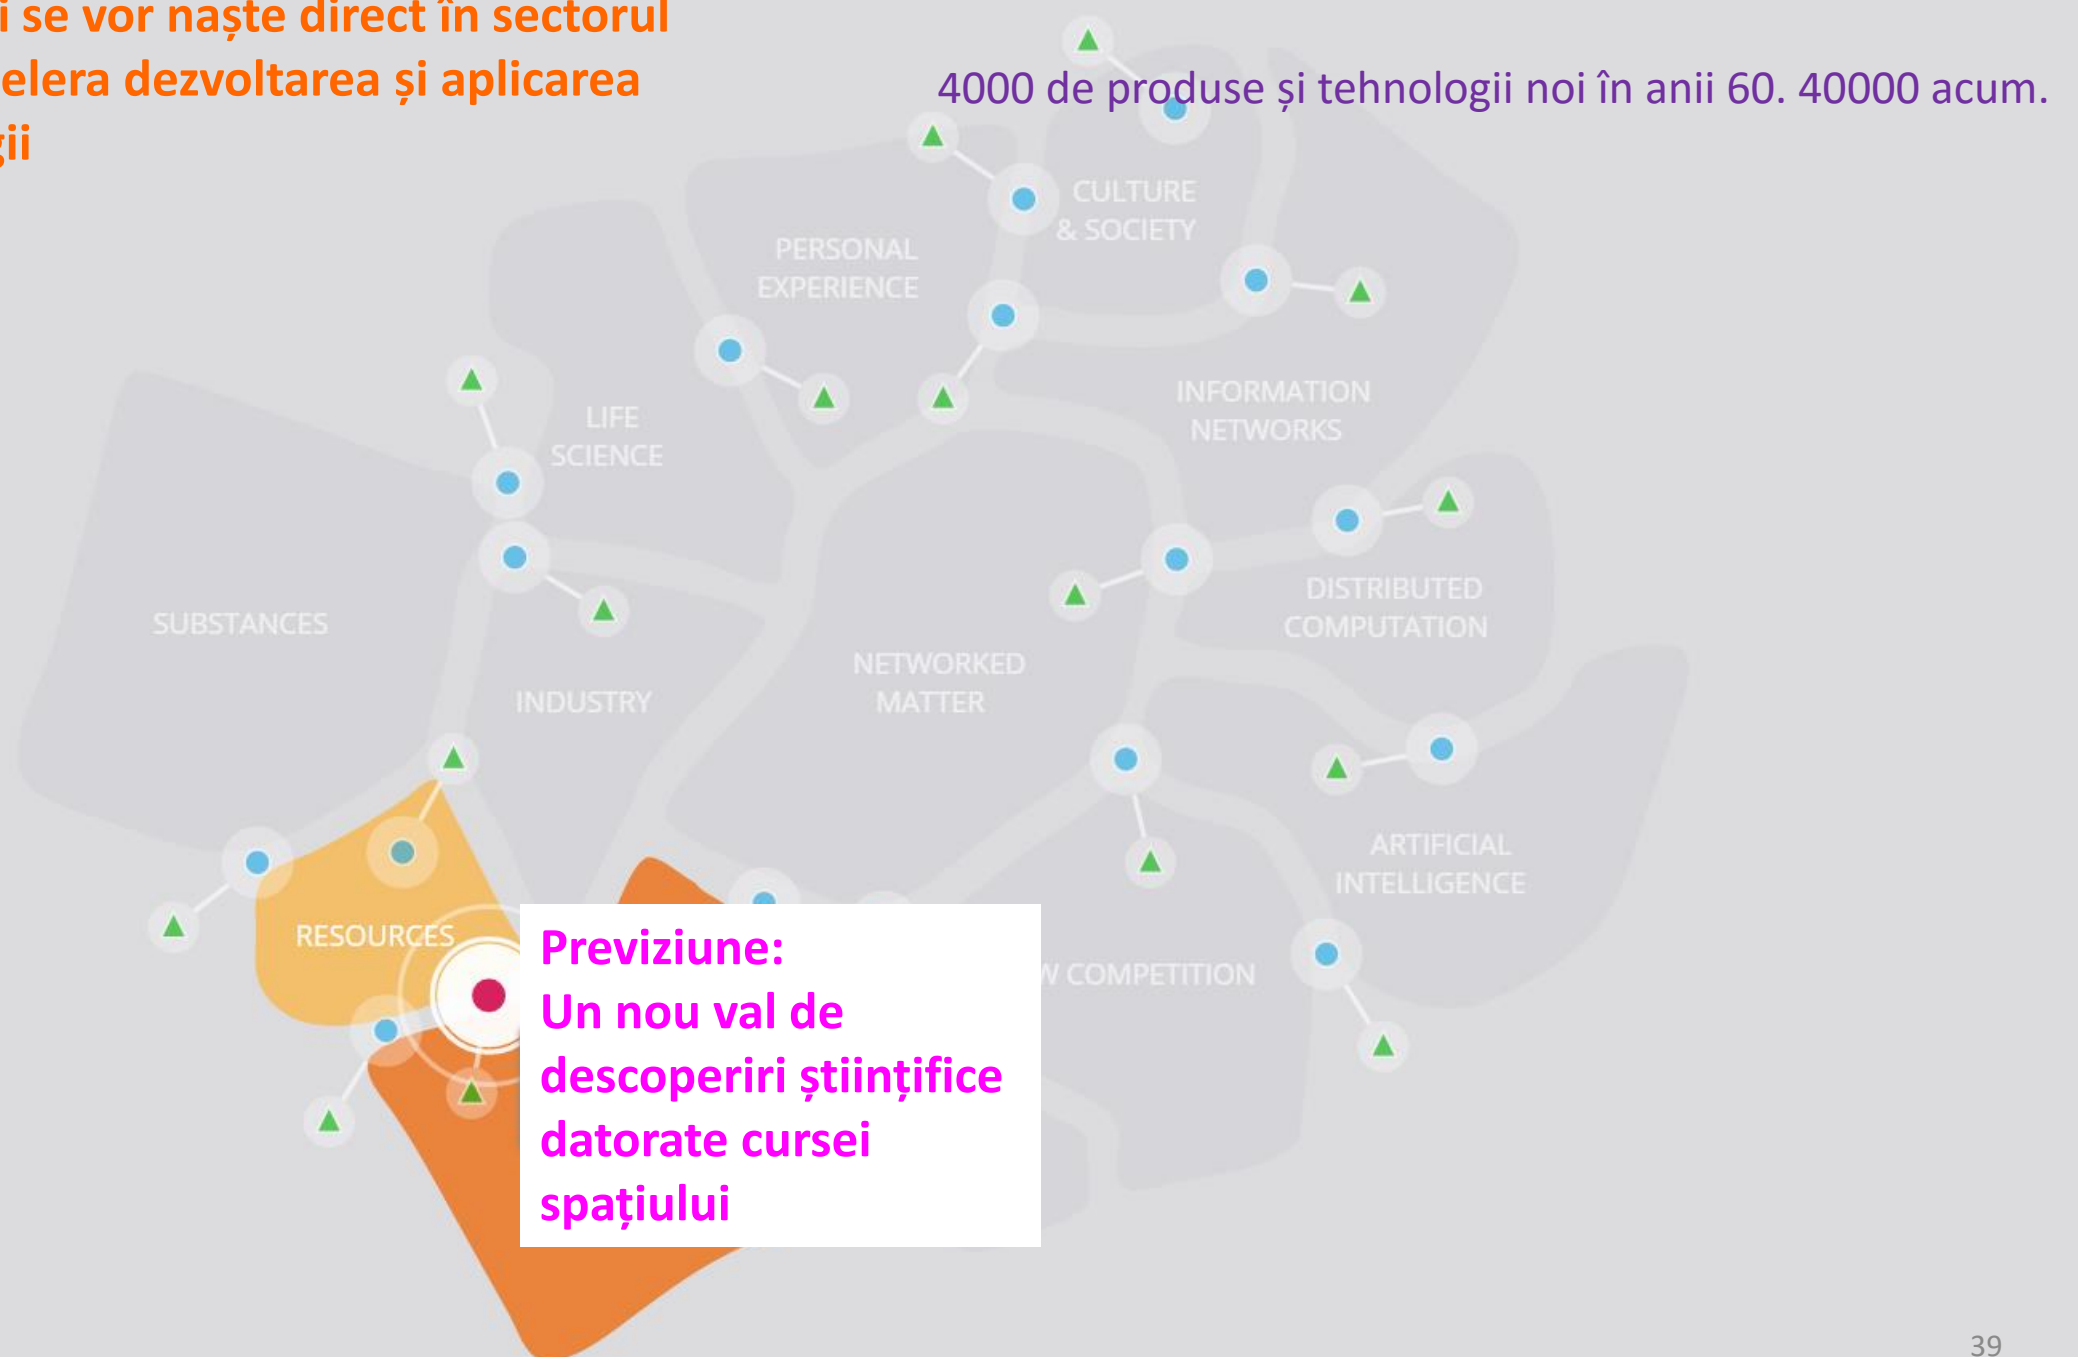 i se vor naște direct în sectorul
elera dezvoltarea și aplicarea
gii
4000 de produse și tehnologii noi în anii 60. 40000 acum.
CULTURE
& SOCIETY
PERSONAL
EXPERIENCE
INFORMATION
NETWORKS
LIFE
SCIENCE
DISTRIBUTED
COMPUTATION
SUBSTANCES
NETWORKED
MATTER
INDUSTRY
ARTIFICIAL
INTELLIGENCE
RESOURCES
W COMPETITION
Previziune:
Un nou val de
descoperiri științifice
datorate cursei
spațiului
39